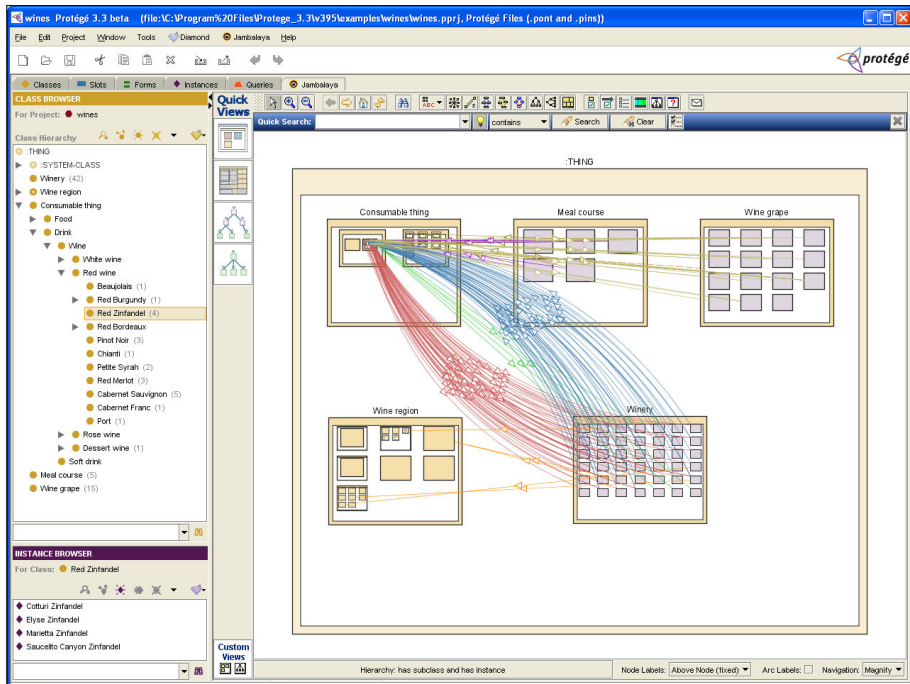 wines Protégé 3.3 beta (file:\C:\Program%20Files\Protege_3.3\v395\examples\wines\wines.pprj, Protégé Files (.pont and .pins))
File Edit Project Window Tools Diamond Jambalaya Help
protégé
Classes Slots Forms Instances Queries Jambalaya
CLASS BROWSER
For Project: wines
Class Hierarchy
:THING
:SYSTEM-CLASS
Winery (42)
Wine region
Consumable thing
Food
Drink
Wine
White wine
Red wine
Beaujolais (1)
Red Burgundy (1)
Red Zinfandel (4)
Red Bordeaux
Pinot Noir (3)
Chianti (1)
Petite Syrah (2)
Red Merlot (3)
Cabernet Sauvignon (5)
Cabernet Franc (1)
Port (1)
Rose wine
Dessert wine (1)
Soft drink
Meal course (5)
Wine grape (15)
INSTANCE BROWSER
For Class: Red Zinfandel
Cotturi Zinfandel
Elyse Zinfandel
Marietta Zinfandel
Saucelito Canyon Zinfandel
Quick Views
Custom Views
ABC
Quick Search: contains Search Clear
:THING
Consumable thing Meal course Wine grape
Wine region Winery
Hierarchy: has subclass and has instance Node Labels: Above Node (fixed) Arc Labels: Navigation: Magnify